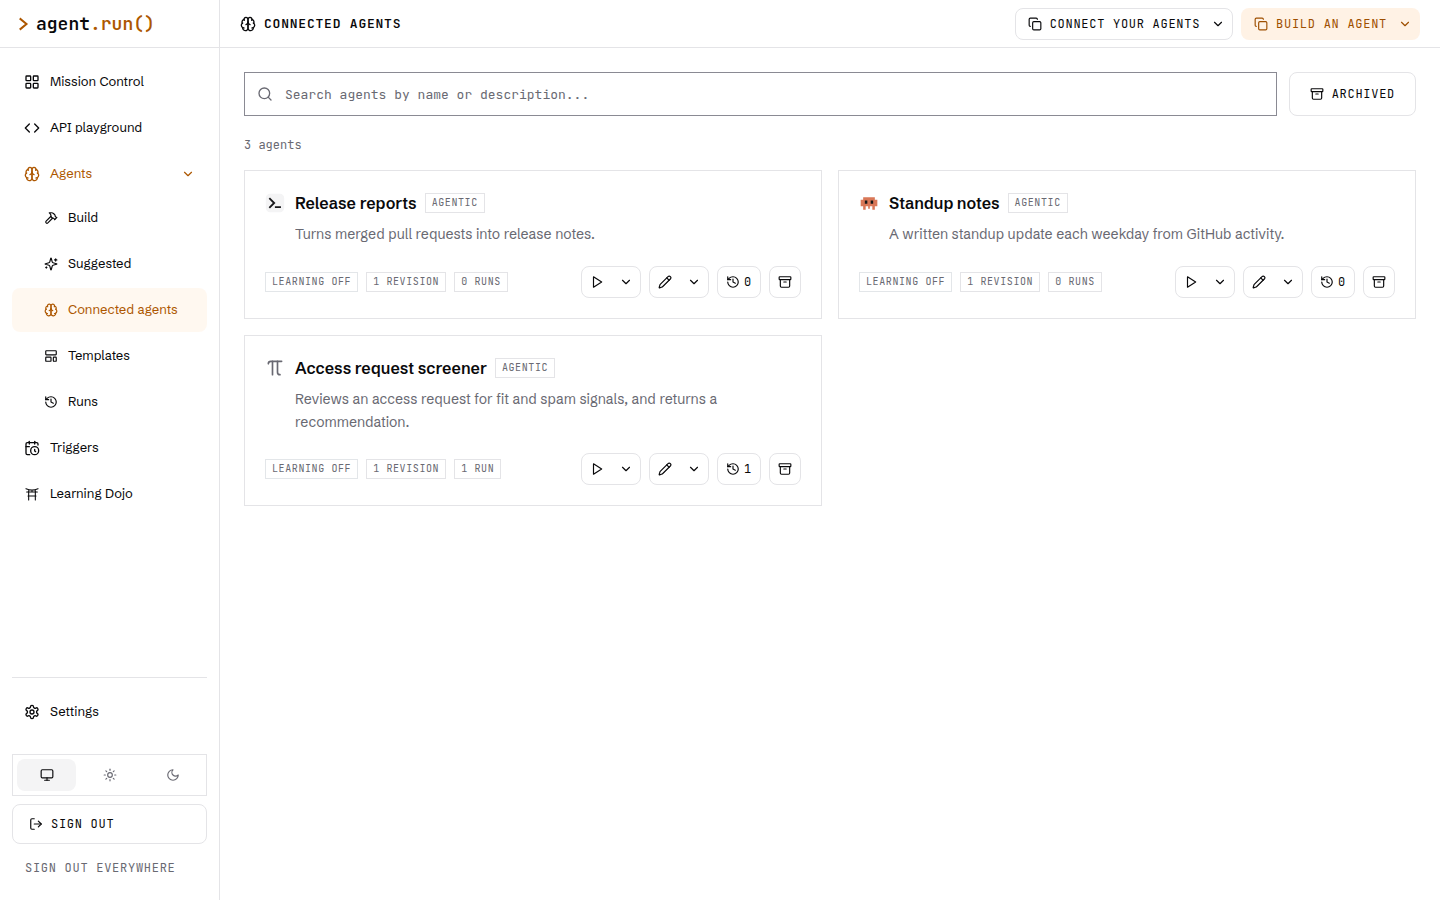 agent.run()
CONNECTED AGENTS
CONNECT YOUR AGENTS
BUILD AN AGENT
Mission Control
API playground
Agents
Build
Suggested
Connected agents
Templates
Runs
Triggers
Learning Dojo
Settings
SIGN OUT
SIGN OUT EVERYWHERE
Search agents by name or description...
ARCHIVED
3 agents
Release reports AGENTIC
Turns merged pull requests into release notes.
LEARNING OFF 1 REVISION 0 RUNS 0
Standup notes AGENTIC
A written standup update each weekday from GitHub activity.
LEARNING OFF 1 REVISION 0 RUNS 0
Access request screener AGENTIC
Reviews an access request for fit and spam signals, and returns a
recommendation.
LEARNING OFF 1 REVISION 1 RUN 1